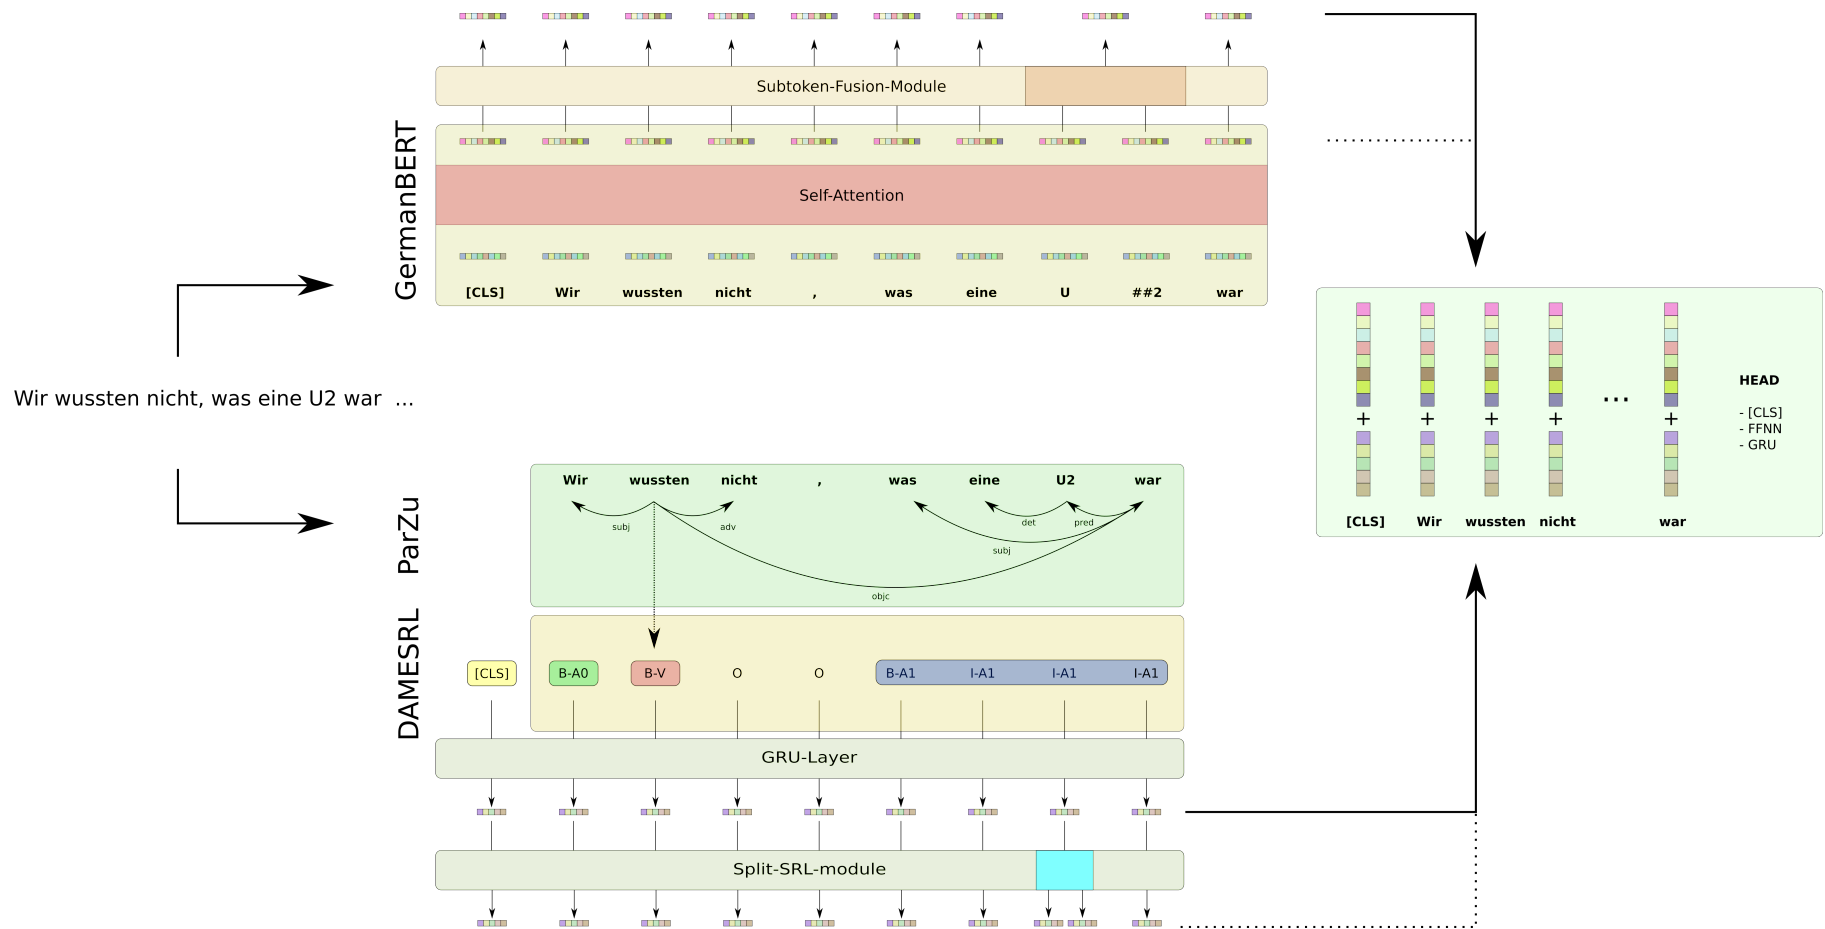 Subtoken-Fusion-Module
GermanBERT
Self-Attention
[CLS] Wir wussten nicht , was eine U ##2 war
Wir wussten nicht, was eine U2 war ...
ParZu
Wir wussten nicht , was eine U2 war
subj adv det pred
subj
objc
DAMESRL
[CLS] B-A0 B-V O O B-A1 I-A1 I-A1 I-A1
GRU-Layer
Split-SRL-module
+ + + + ... +
[CLS] Wir wussten nicht war
HEAD
- [CLS]
- FFNN
- GRU